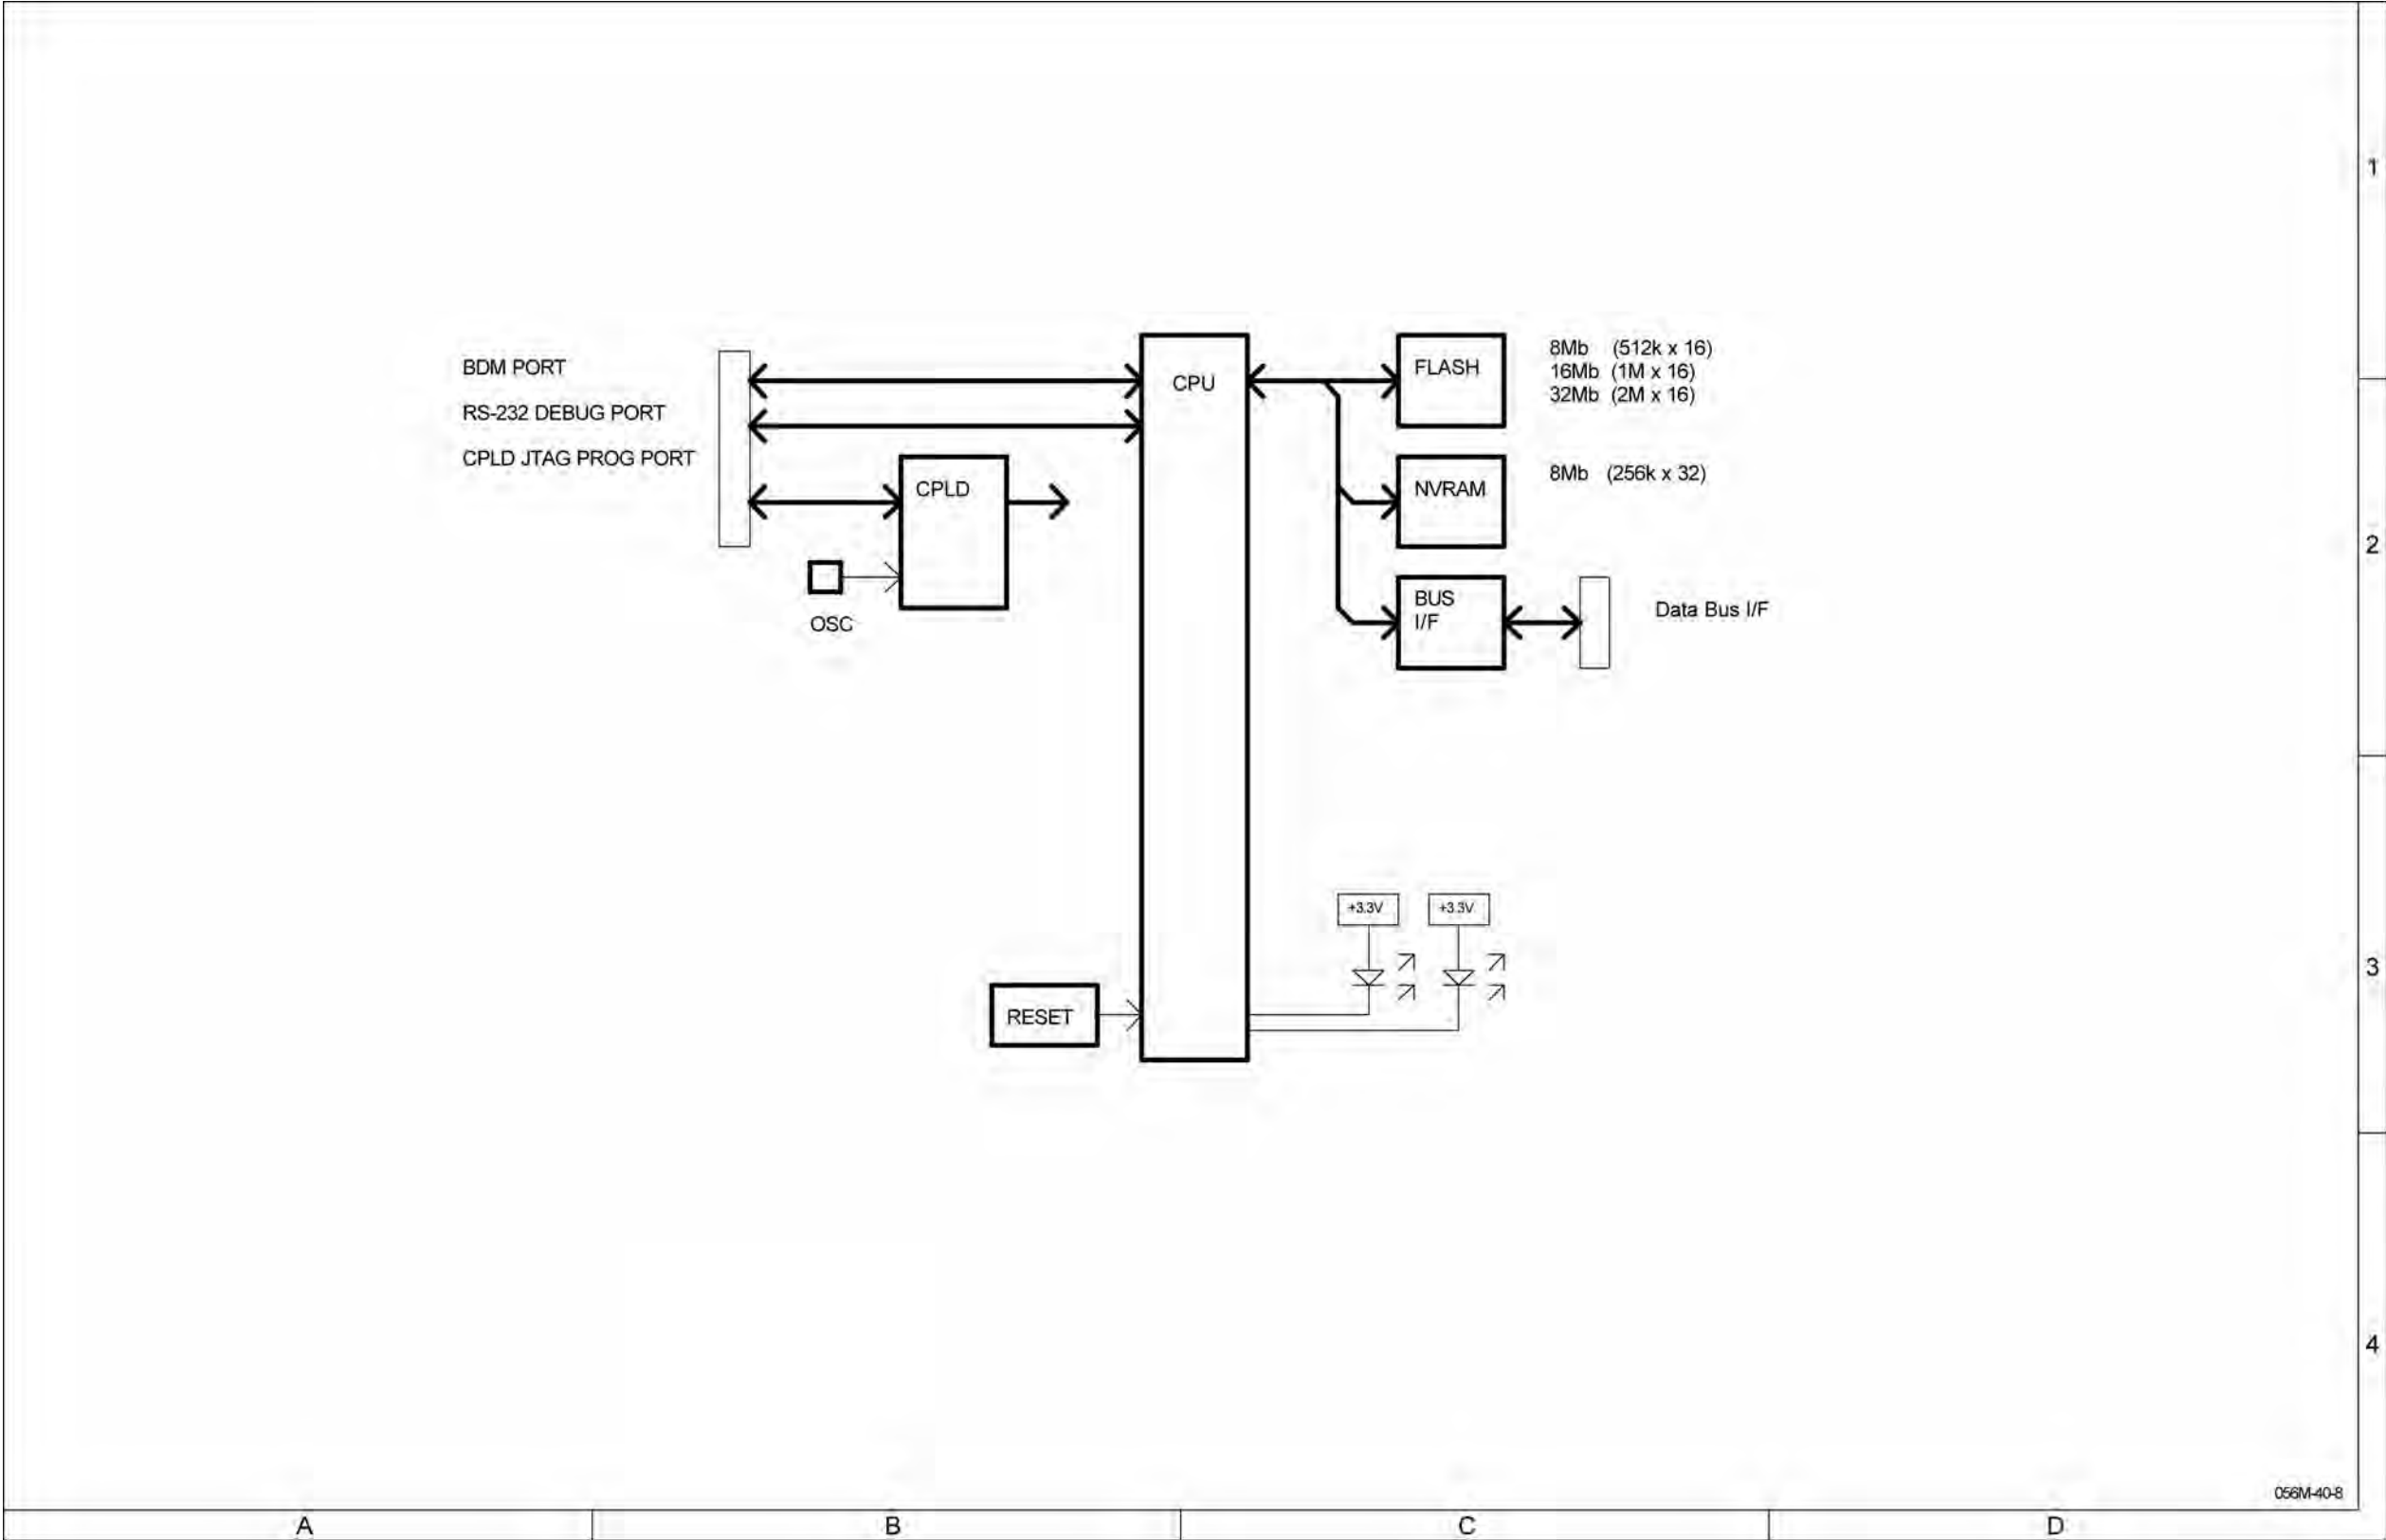 1
BDM PORT
RS-232 DEBUG PORT
CPLD JTAG PROG PORT
CPLD
OSC
CPU
FLASH
8Mb (512k x 16)
16Mb (1M x 16)
32Mb (2M x 16)
NVRAM
8Mb (256k x 32)
2
BUS
I/F
Data Bus I/F
+3.3V
+3.3V
3
RESET
4
056M-40-8
A
B
C
D